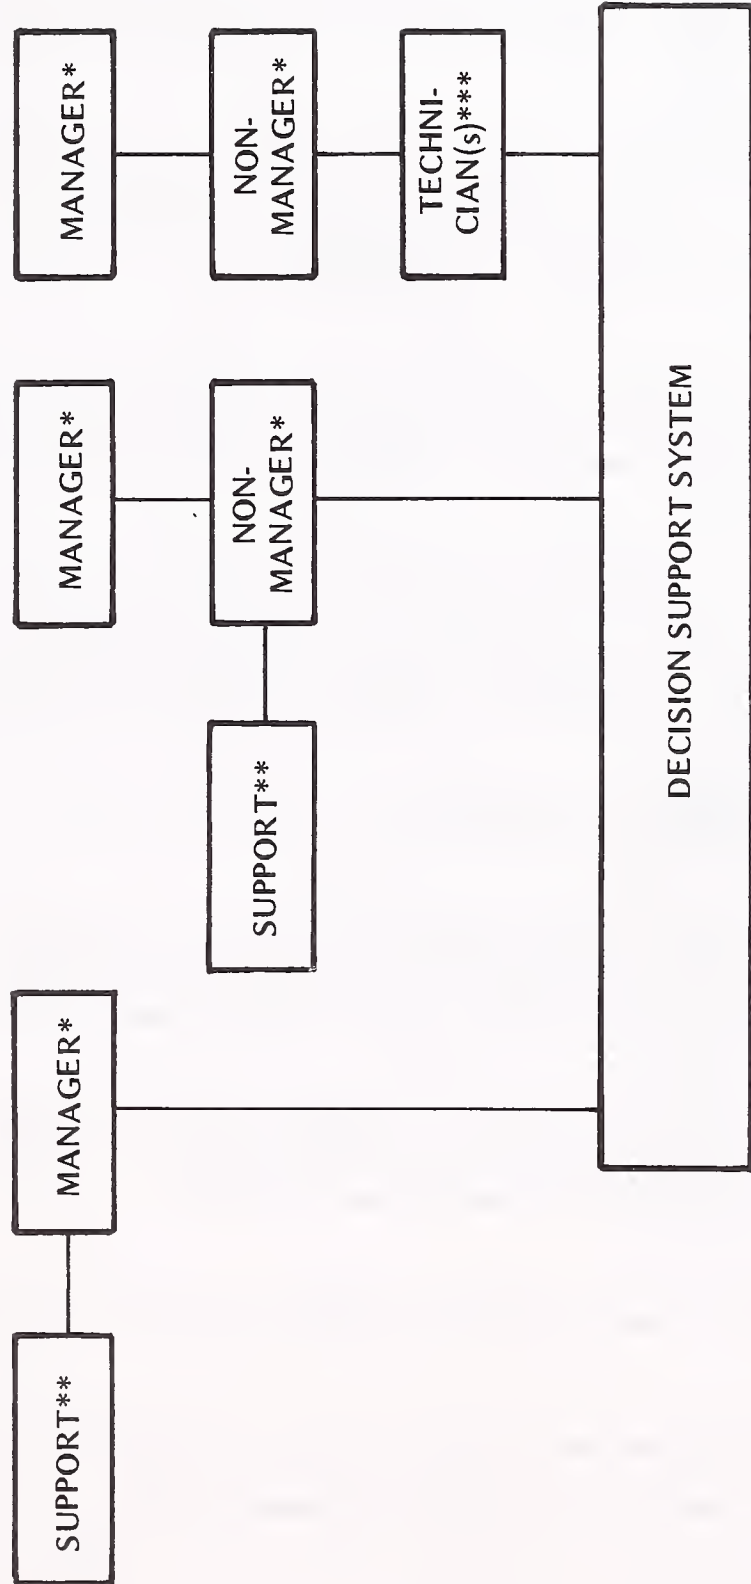 SUPPORT**
MANAGER*
MANAGER*
MANAGER*
SUPPORT**
NON-
MANAGER*
NON-
MANAGER*
TECHNI-
CIAN(s)***
DECISION SUPPORT SYSTEM